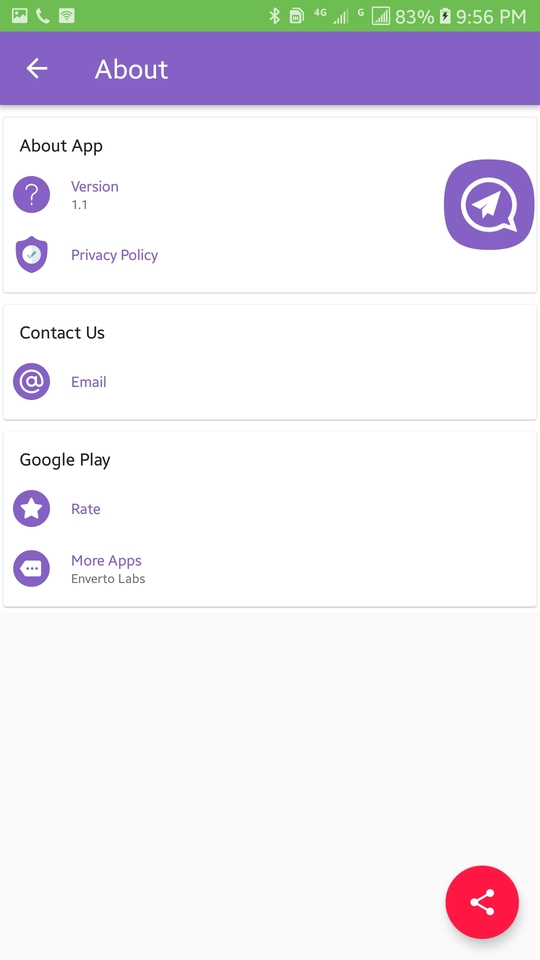 4G G 83% 9:56 PM
About
About App
Version
1.1
Privacy Policy
Contact Us
Email
Google Play
Rate
More Apps
Enverto Labs